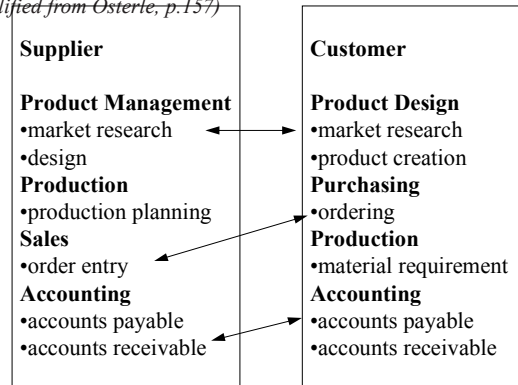 lified from Osterle, p.157)
Supplier
Product Management
•market research
•design
Production
•production planning
Sales
•order entry
Accounting
•accounts payable
•accounts receivable
Customer
Product Design
•market research
•product creation
Purchasing
•ordering
Production
•material requirement
Accounting
•accounts payable
•accounts receivable